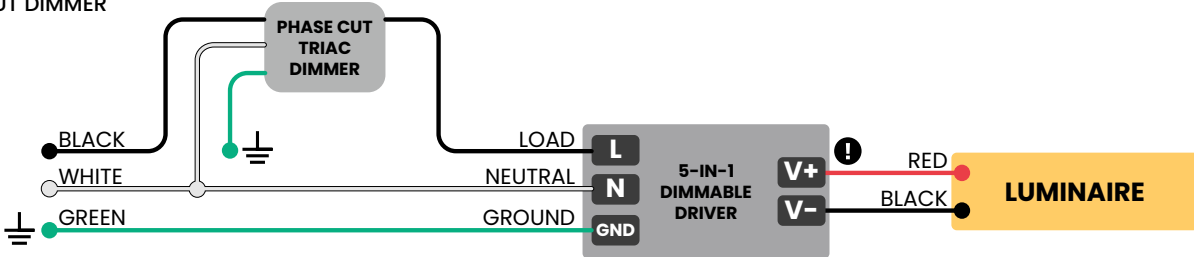 DIMMER
PHASE CUT
TRIAC
DIMMER
BLACK
LOAD
L
WHITE
NEUTRAL
N
5-IN-1
DIMMABLE
DRIVER
V+
!
RED
LUMINAIRE
V-
BLACK
GREEN
GROUND
GND